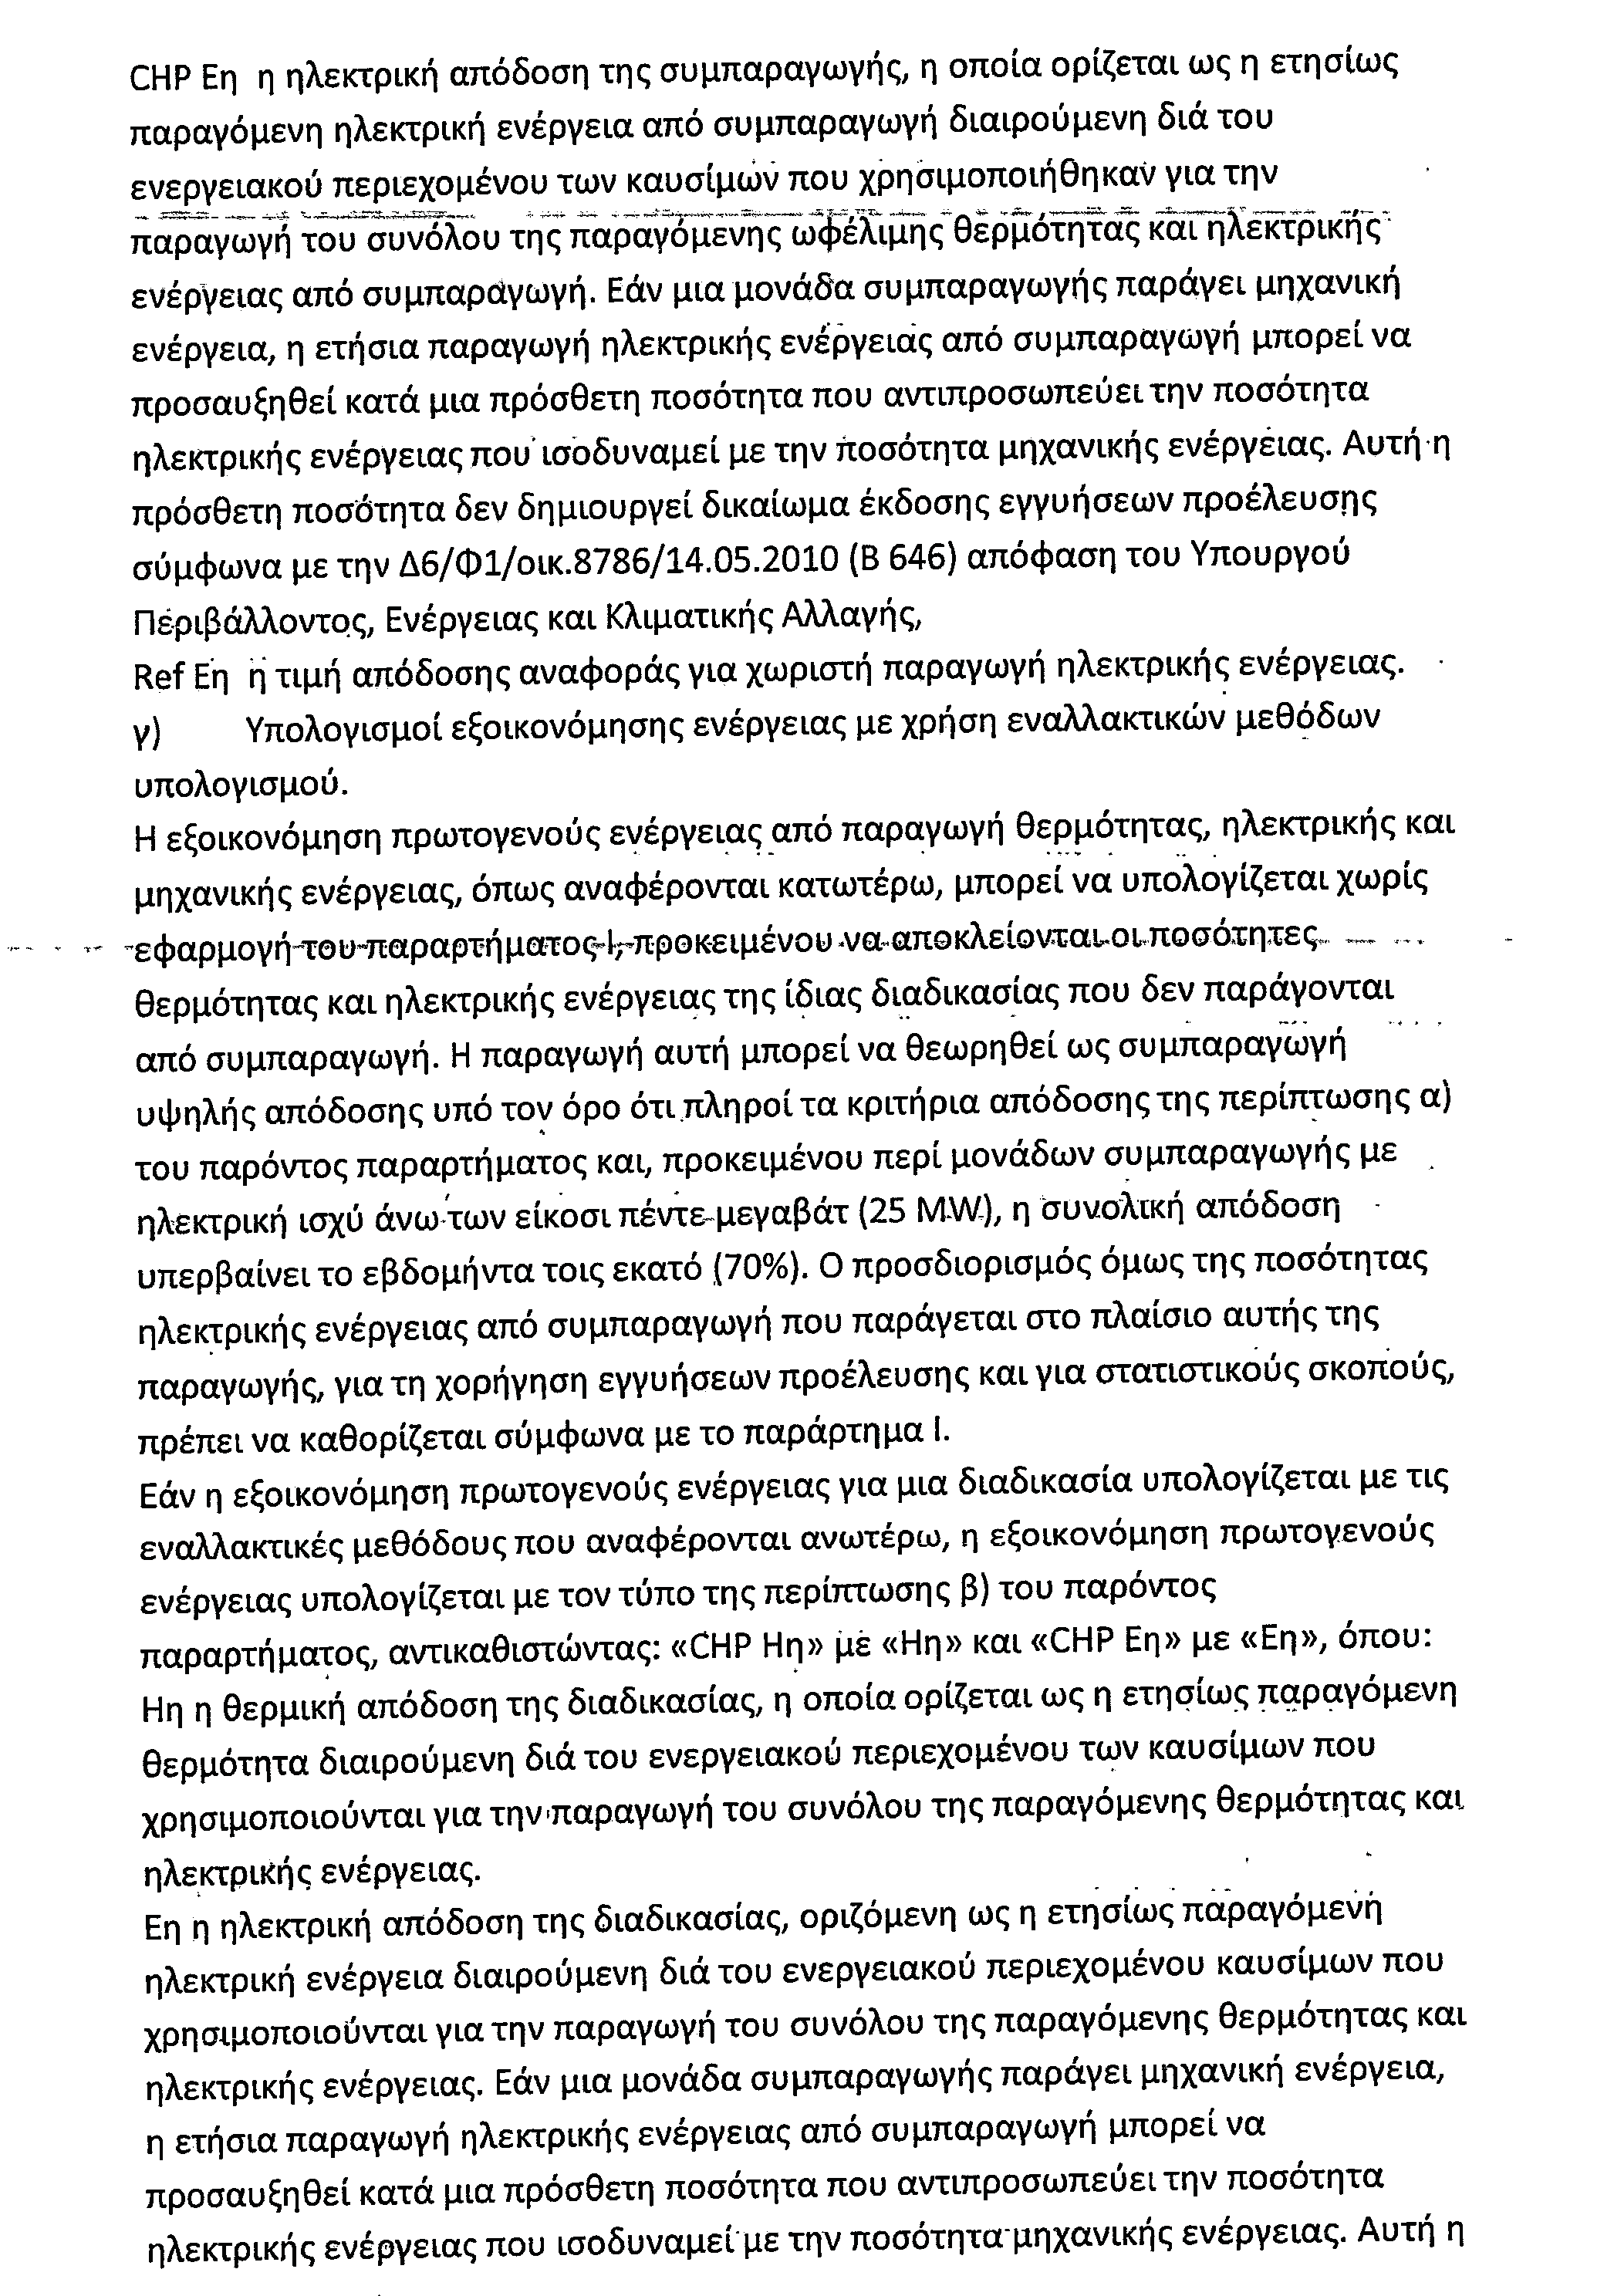 CHP Εη η ηλεκτρική απόδοση της συμπαραγωγής, η οποία ορίζεται ως η ετησίως
παραγόμενη ηλεκτρική ενέργεια από συμπαραγωγή διαιρούμενη διά του
ενεργειακού περιεχομένου των καυσίμων που χρησιμοποιήθηκαν για την
παραγωγή του συνόλου της παραγόμενης ωφέλιμης θερμότητας και ηλεκτρικής
ενέργειας από συμπαραγωγή. Εάν μια μονάδα συμπαραγωγής παράγει μηχανική
ενέργεια, η ετήσια παραγωγή ηλεκτρικής ενέργειας από συμπαραγωγή μπορεί να
προσαυξηθεί κατά μια πρόσθετη ποσότητα που αντιπροσωπεύει την ποσότητα
ηλεκτρικής ενέργειας που ισοδυναμεί με την ποσότητα μηχανικής ενέργειας. Αυτή η
πρόσθετη ποσότητα δεν δημιουργεί δικαίωμα έκδοσης εγγυήσεων προέλευσης
σύμφωνα με την Δ6/Φ1/οικ.8786/14.05.2010 (Β 646) απόφαση του Υπουργού
Περιβάλλοντος, Ενέργειας και Κλιματικής Αλλαγής,
Ref Εη η τιμή απόδοσης αναφοράς για χωριστή παραγωγή ηλεκτρικής ενέργειας.
γ) Υπολογισμοί εξοικονόμησης ενέργειας με χρήση εναλλακτικών μεθόδων
υπολογισμού.
Η εξοικονόμηση πρωτογενούς ενέργειας από παραγωγή θερμότητας, ηλεκτρικής και
μηχανικής ενέργειας, όπως αναφέρονται κατωτέρω, μπορεί να υπολογίζεται χωρίς
εφαρμογή του παραρτήματος Ι, προκειμένου να αποκλείονται οι ποσότητες
θερμότητας και ηλεκτρικής ενέργειας της ίδιας διαδικασίας που δεν παράγονται
από συμπαραγωγή. Η παραγωγή αυτή μπορεί να θεωρηθεί ως συμπαραγωγή
υψηλής απόδοσης υπό τον όρο ότι πληροί τα κριτήρια απόδοσης της περίπτωσης α)
του παρόντος παραρτήματος και, προκειμένου περί μονάδων συμπαραγωγής με
ηλεκτρική ισχύ άνω των είκοσι πέντε μεγαβάτ (25 MW), η συνολική απόδοση
υπερβαίνει το εβδομήντα τοις εκατό (70%). Ο προσδιορισμός όμως της ποσότητας
ηλεκτρικής ενέργειας από συμπαραγωγή που παράγεται στο πλαίσιο αυτής της
παραγωγής, για τη χορήγηση εγγυήσεων προέλευσης και για στατιστικούς σκοπούς,
πρέπει να καθορίζεται σύμφωνα με το παράρτημα Ι.
Εάν η εξοικονόμηση πρωτογενούς ενέργειας για μια διαδικασία υπολογίζεται με τις
εναλλακτικές μεθόδους που αναφέρονται ανωτέρω, η εξοικονόμηση πρωτογενούς
ενέργειας υπολογίζεται με τον τύπο της περίπτωσης β) του παρόντος
παραρτήματος, αντικαθιστώντας: «CHP Ηη» με «Ηη» και «CHP Εη» με «Εη», όπου:
Ηη η θερμική απόδοση της διαδικασίας, η οποία ορίζεται ως η ετησίως παραγόμενη
θερμότητα διαιρούμενη διά του ενεργειακού περιεχομένου των καυσίμων που
χρησιμοποιούνται για την παραγωγή του συνόλου της παραγόμενης θερμότητας και
ηλεκτρικής ενέργειας.
Εη η ηλεκτρική απόδοση της διαδικασίας, οριζόμενη ως η ετησίως παραγόμενη
ηλεκτρική ενέργεια διαιρούμενη διά του ενεργειακού περιεχομένου καυσίμων που
χρησιμοποιούνται για την παραγωγή του συνόλου της παραγόμενης θερμότητας και
ηλεκτρικής ενέργειας. Εάν μια μονάδα συμπαραγωγής παράγει μηχανική ενέργεια,
η ετήσια παραγωγή ηλεκτρικής ενέργειας από συμπαραγωγή μπορεί να
προσαυξηθεί κατά μια πρόσθετη ποσότητα που αντιπροσωπεύει την ποσότητα
ηλεκτρικής ενέργειας που ισοδυναμεί με την ποσότητα μηχανικής ενέργειας. Αυτή η